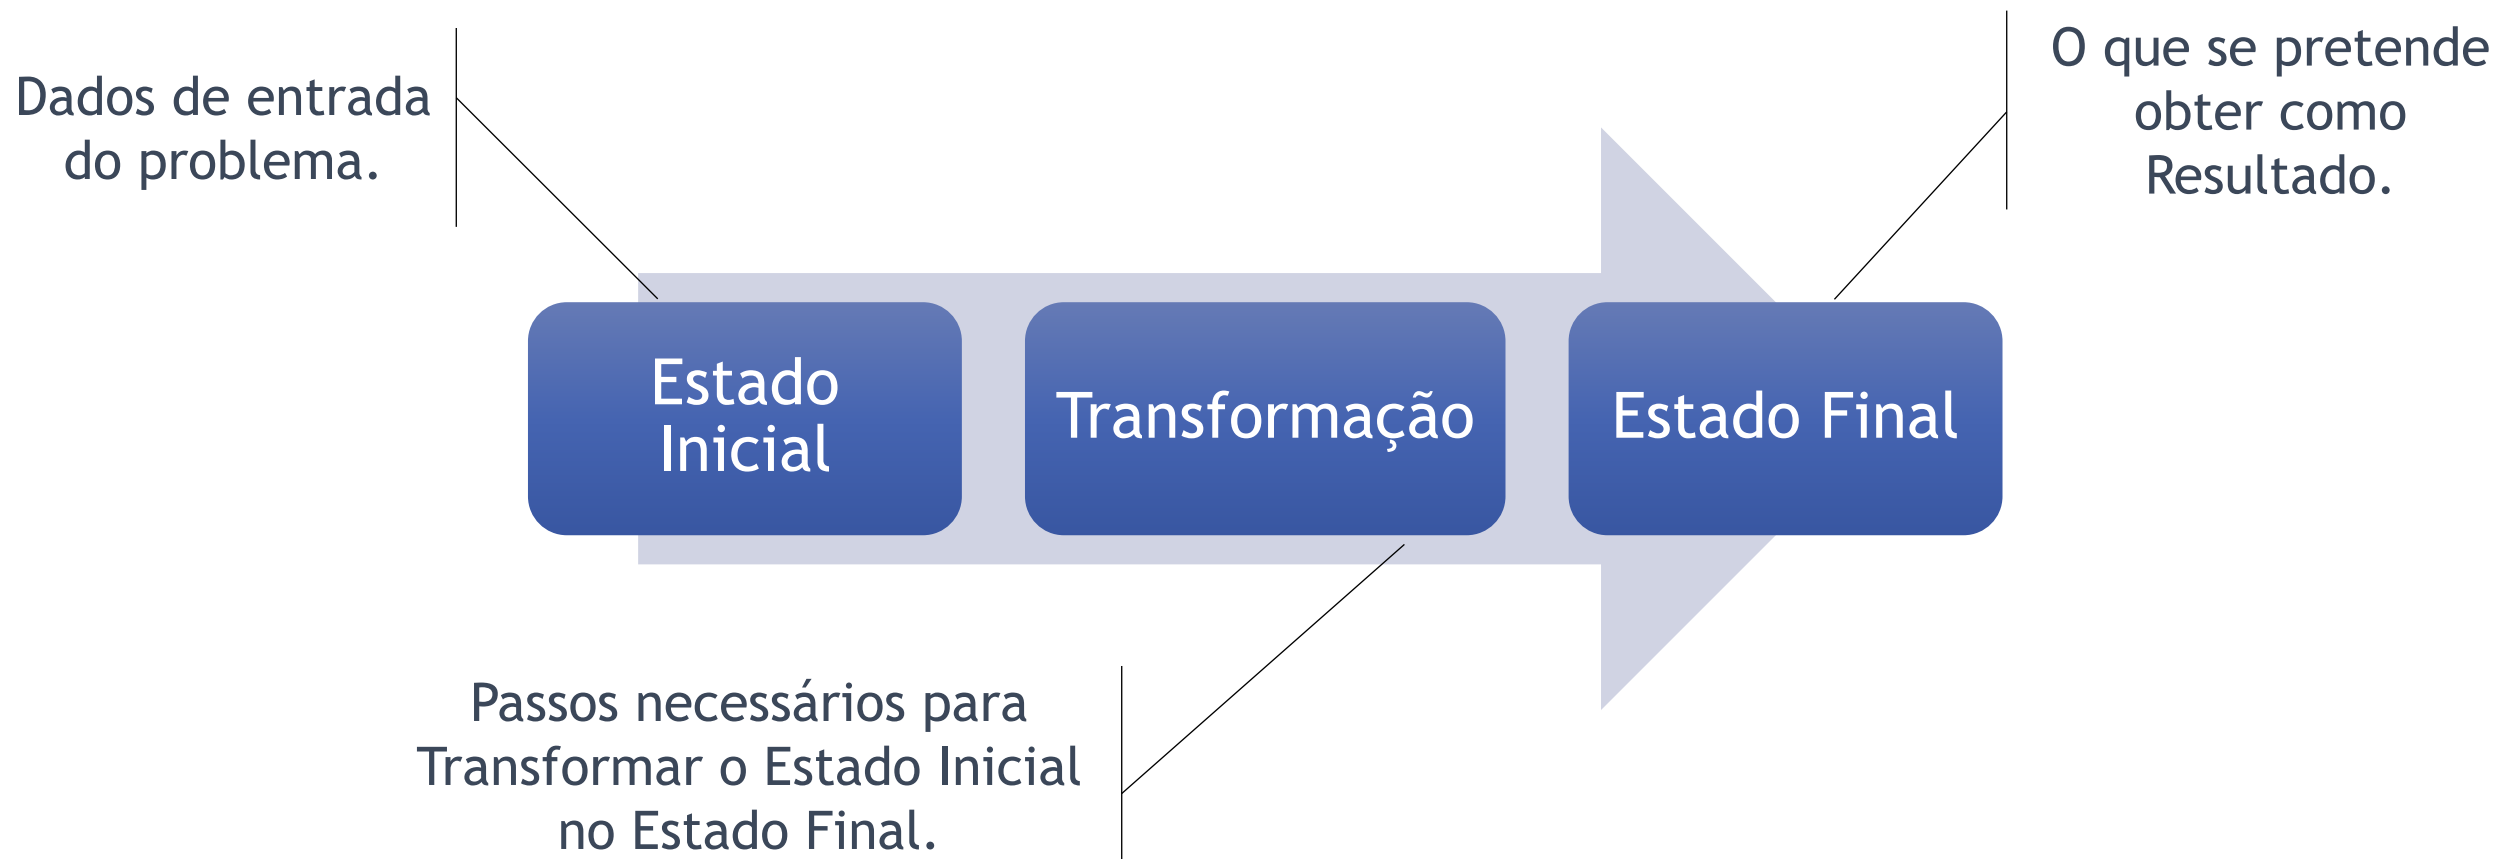 Dados de entrada
do problema.
O que se pretende
obter como
Resultado.
Estado
Inicial
Transformação
Estado Final
Passos necessários para
Transformar o Estado Inicial
no Estado Final.